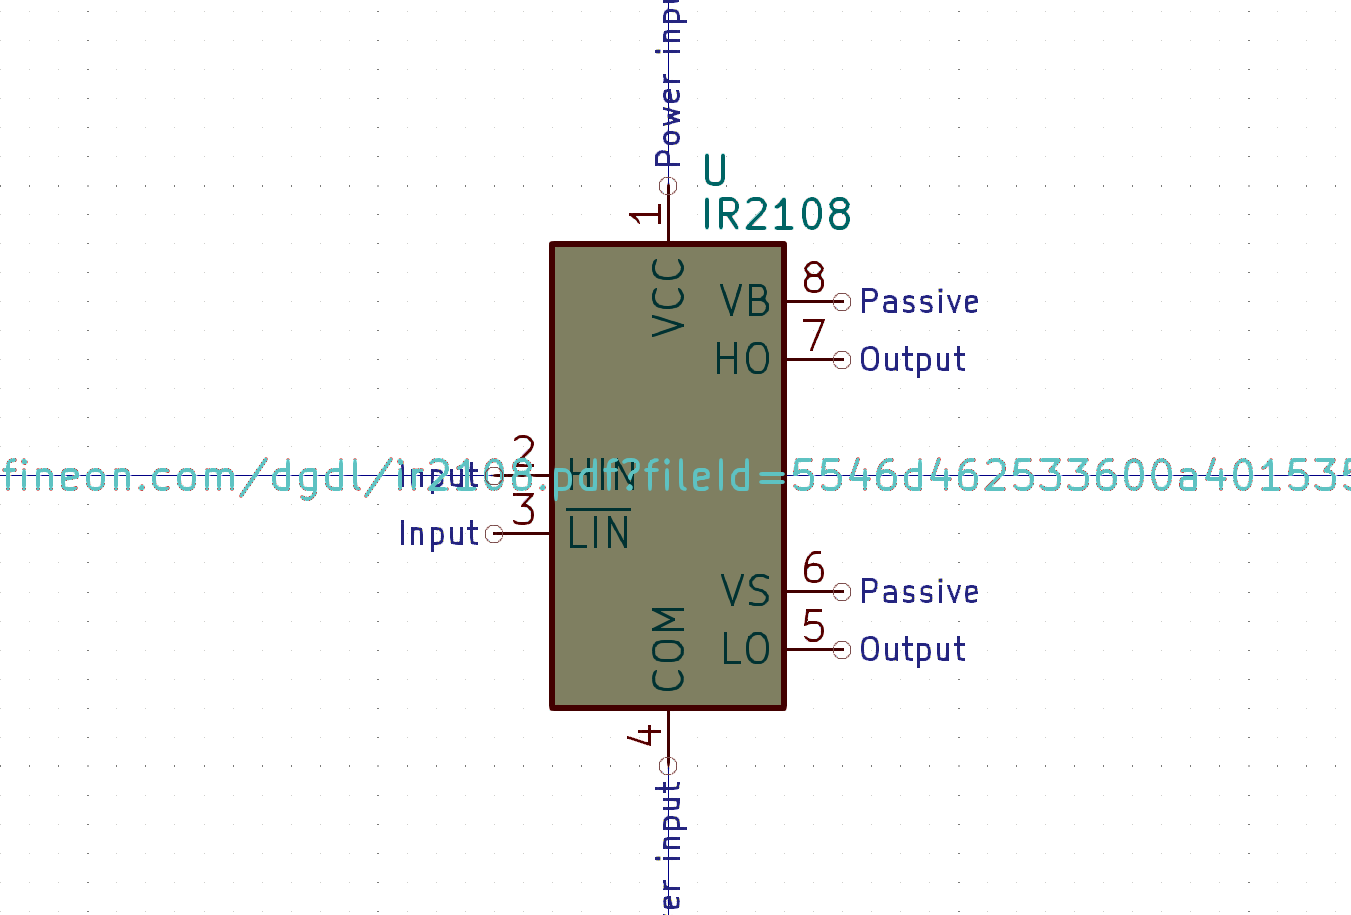 Power inpu
U
IR2108
1
VCC
VB
8
Passive
HO
7
Output
fineon.com/dgdl/ir2108.pdf?fileId=5546d462533600a401535
Input
2
HIN
Input
3
LIN
VS
6
Passive
LO
5
Output
COM
4
er input